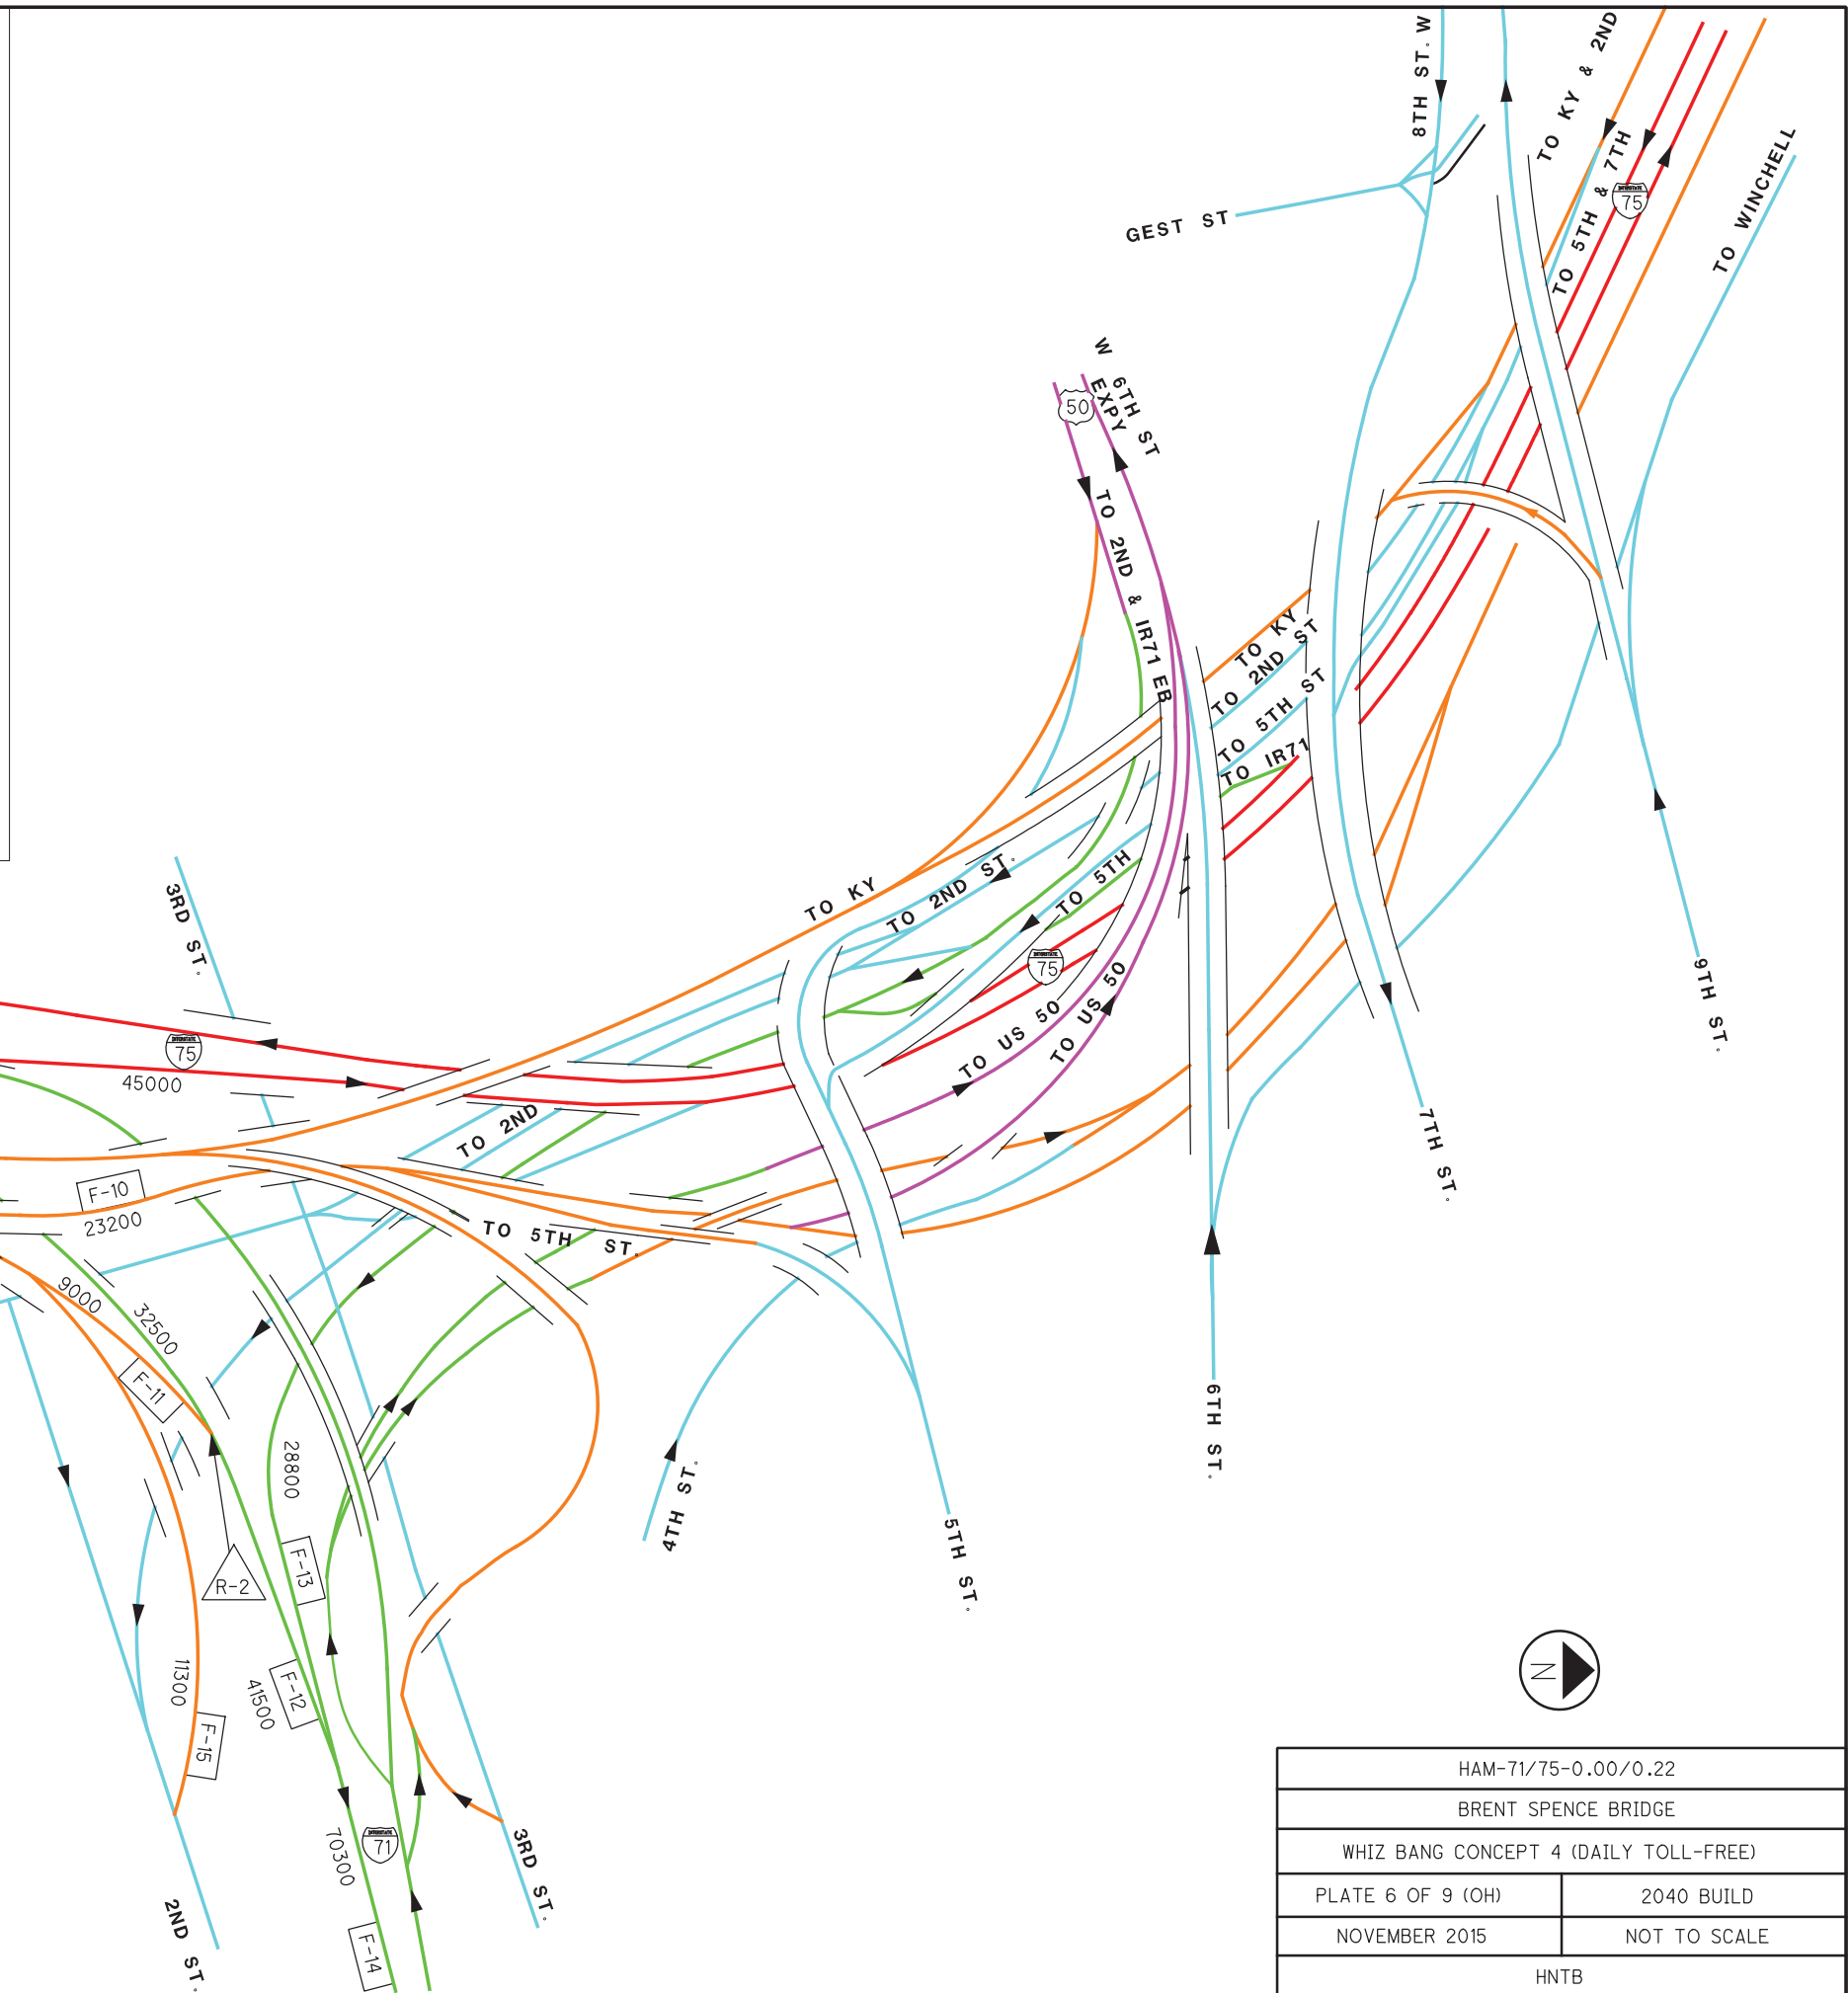 8TH ST. W
TO KY & 2ND
TO 5TH & 7TH
INTERSTATE
75
TO WINCHELL
GEST ST
W 6TH ST
EXPY
50
TO 2ND & IR71 EB
TO KY
TO 2ND ST
TO 5TH ST
TO IR71
TO KY
TO 2ND ST.
TO 5TH
INTERSTATE
75
TO US 50
TO US 50
3RD ST.
INTERSTATE
75
45000
TO 2ND
9TH ST.
7TH ST.
F-10
23200
TO 5TH ST.
9000
32500
F-11
28800
F-13
R-2
11300
F-15
F-12
41500
4TH ST.
5TH ST.
6TH ST.
70300
INTERSTATE
71
3RD ST.
2ND ST.
F-14
N
HAM-71/75-0.00/0.22
BRENT SPENCE BRIDGE
WHIZ BANG CONCEPT 4 (DAILY TOLL-FREE)
PLATE 6 OF 9 (OH)
2040 BUILD
NOVEMBER 2015
NOT TO SCALE
HNTB